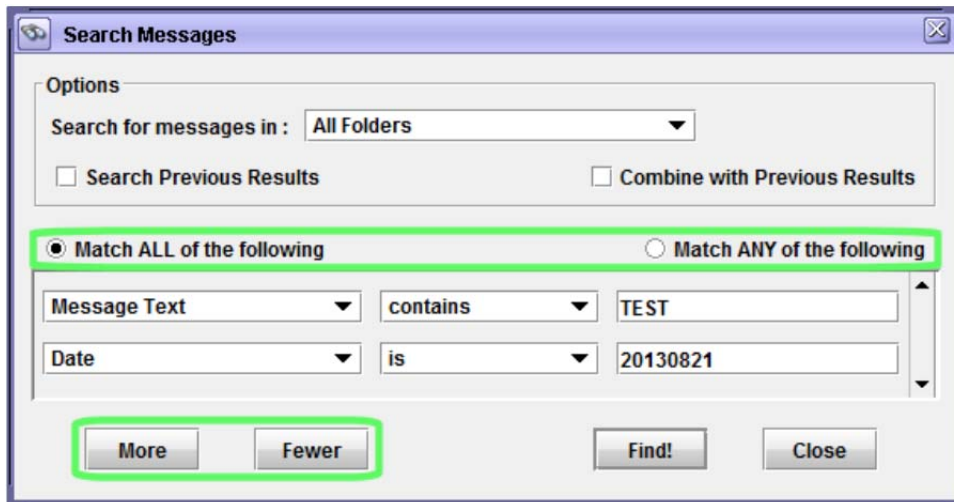 Search Messages
Options
Search for messages in : All Folders
Search Previous Results Combine with Previous Results
Match ALL of the following Match ANY of the following
Message Text contains TEST
Date is 20130821
More Fewer Find! Close